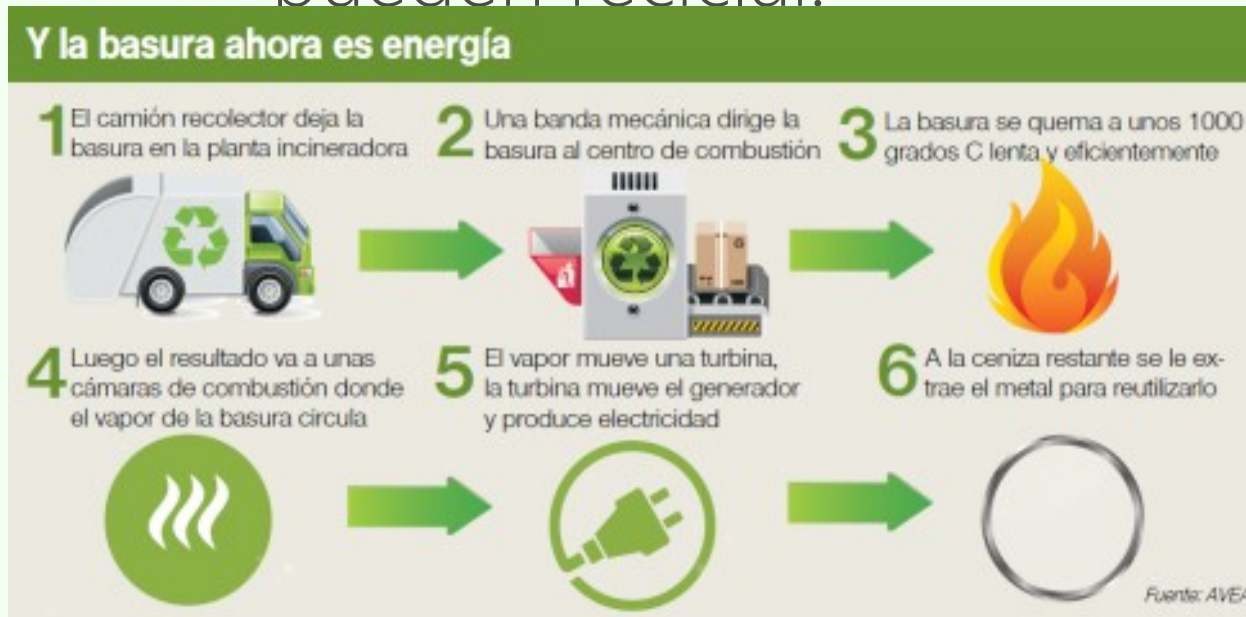 pueden reciclar.
Y la basura ahora es energía
1 El camión recolector deja la
basura en la planta incineradora
2 Una banda mecánica dirige la
basura al centro de combustión
3 La basura se quema a unos 1000
grados C lenta y eficientemente
4 Luego el resultado va a unas
cámaras de combustión donde
el vapor de la basura circula
5 El vapor mueve una turbina,
la turbina mueve el generador
y produce electricidad
6 A la ceniza restante se le ex-
trae el metal para reutilizarlo
Fuente: AVEA